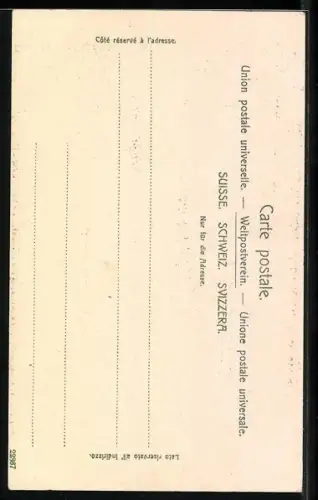 Carte postale.
Union postale universelle. — Weltpostverein. — Unione postale universale.
SUISSE. SCHWEIZ. SVIZZERA.
Nur für die Adresse.
Côté réservé à l'adresse.
Lato riservato all' indirizzo.
22967